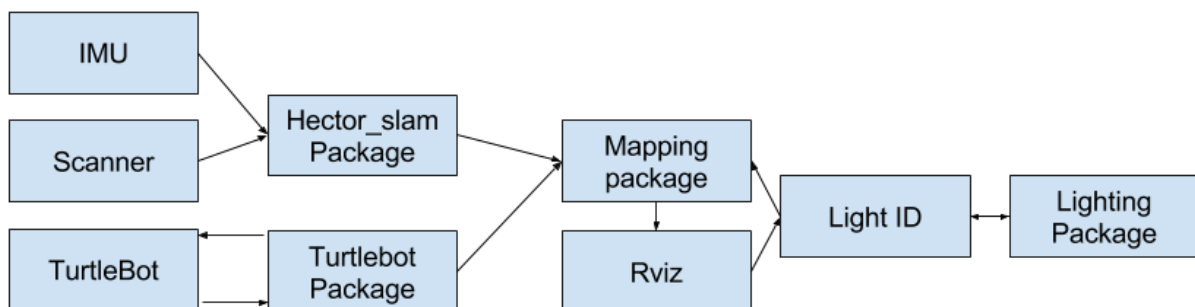 IMU
Scanner
TurtleBot
Hector_slam
Package
Turtlebot
Package
Mapping
package
Rviz
Light ID
Lighting
Package